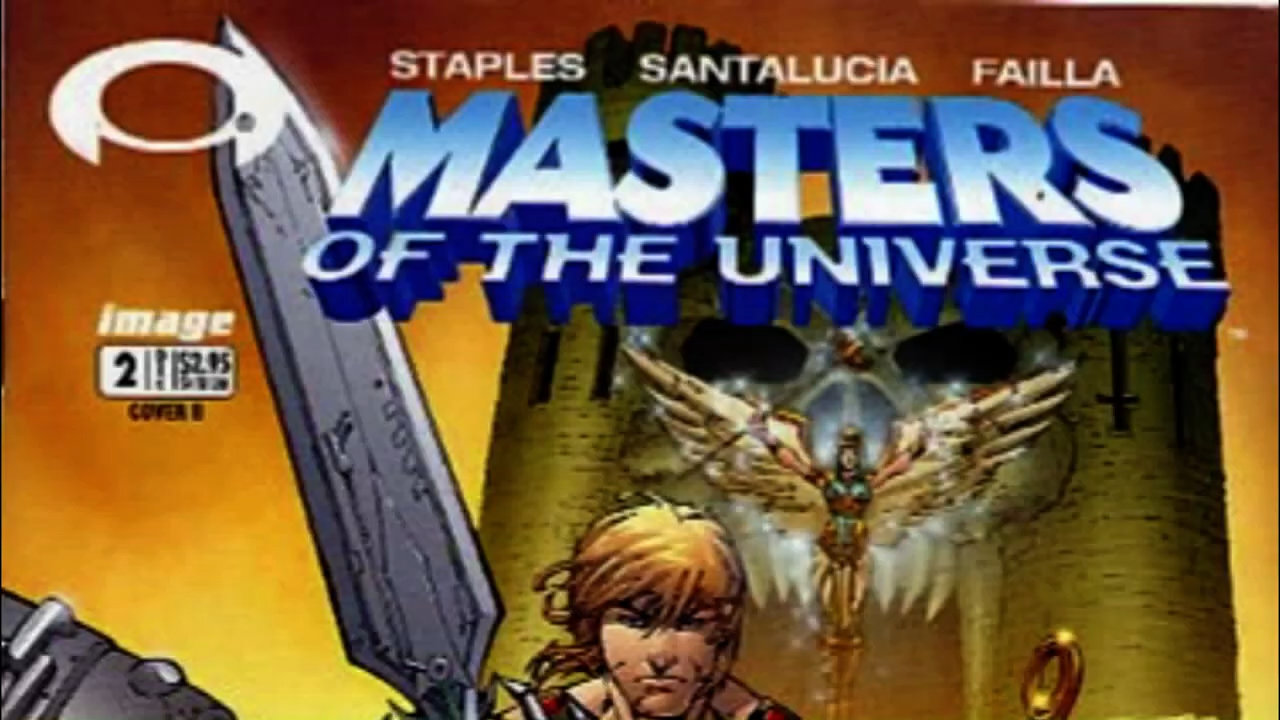 STAPLES SANTALUCIA FAILLA
MASTERS
OF THE UNIVERSE
image
2 $2.95
COVER B